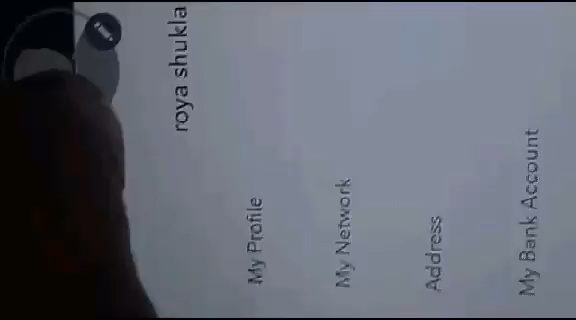 roya shukla
My Profile
My Network
Address
My Bank Account